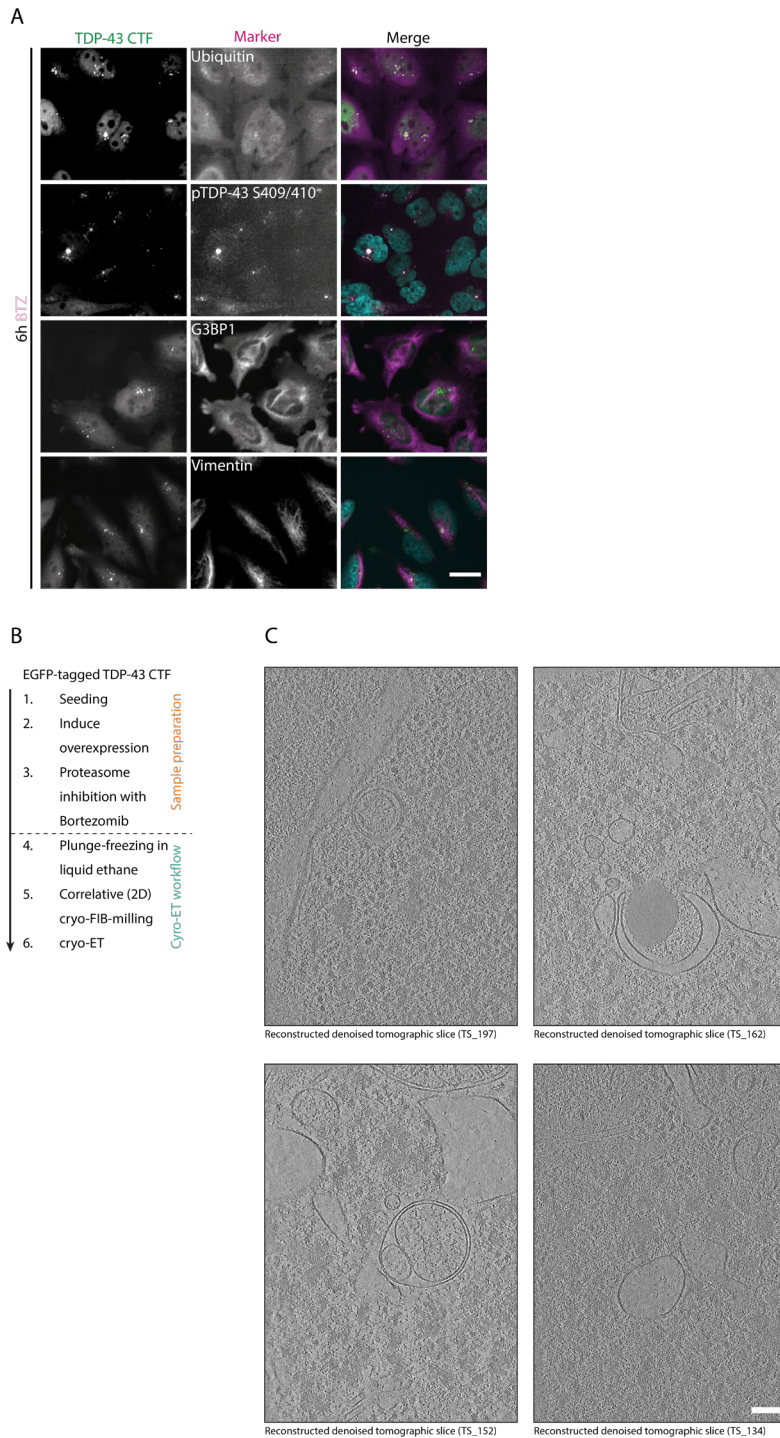 A
TDP-43 CTF
Marker
Merge
6h BTZ
Ubiquitin
pTDP-43 S409/410
G3BP1
Vimentin
B
EGFP-tagged TDP-43 CTF
1. Seeding
2. Induce
overexpression
3. Proteasome
inhibition with
Bortezomib
Sample preparation
4. Plunge-freezing in
liquid ethane
5. Correlative (2D)
cryo-FIB-milling
6. cryo-ET
Cyro-ET workflow
C
Reconstructed denoised tomographic slice (TS_197)
Reconstructed denoised tomographic slice (TS_162)
Reconstructed denoised tomographic slice (TS_152)
Reconstructed denoised tomographic slice (TS_134)